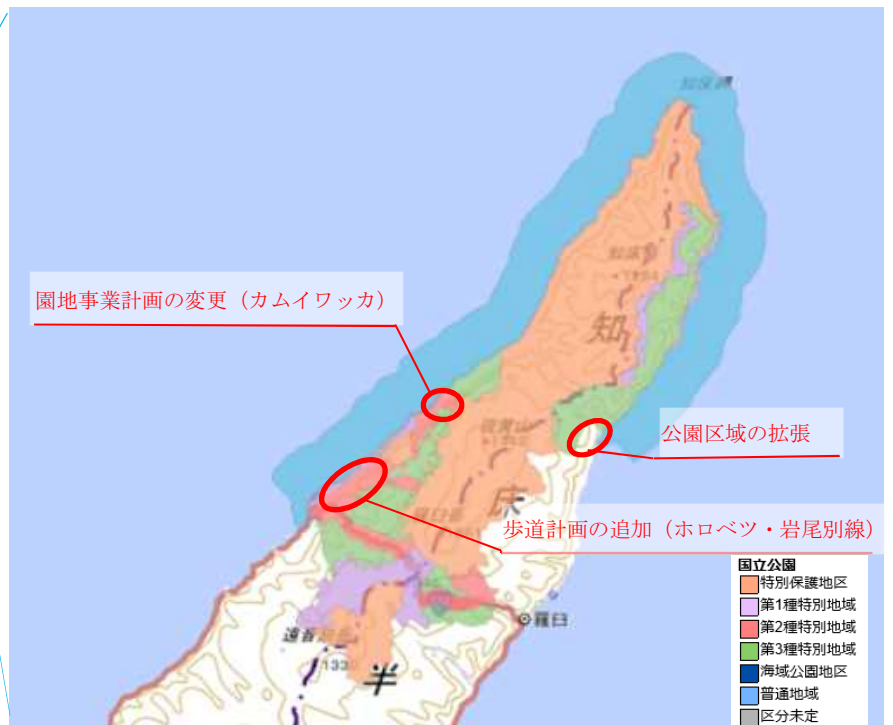 園地事業計画の変更（カムイワッカ）
知
公園区域の拡張
床
歩道計画の追加（ホロベツ・岩尾別線）
羅臼
半
国立公園
特別保護地区
第1種特別地域
第2種特別地域
第3種特別地域
海域公園地区
普通地域
区分未定